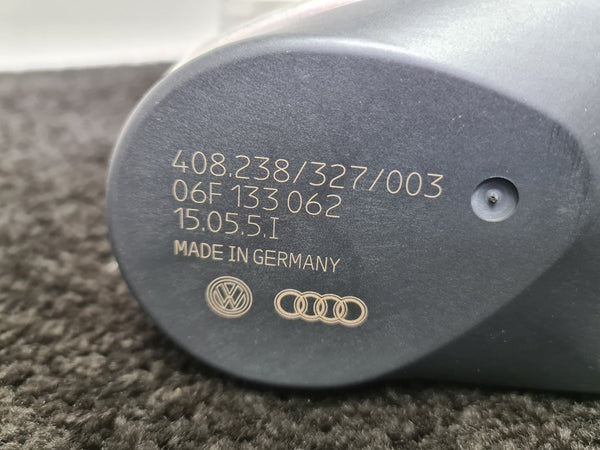 408.238/327/003
06F 133 062
15.05.5.I
MADE IN GERMANY